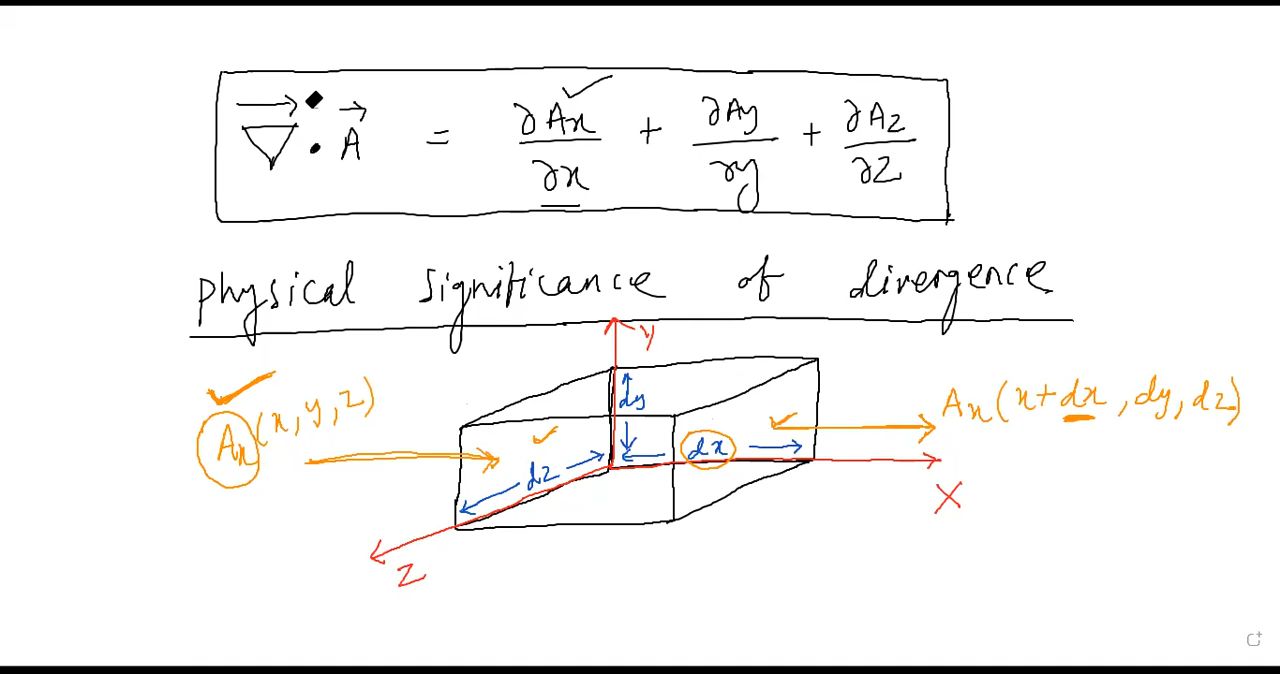 ∇⃗ · A⃗ = ∂Ax/∂x + ∂Ay/∂y + ∂Az/∂z
physical significance of divergence
y
Ax(x, y, z)
dy
Ax(x+dx, dy, dz)
dx
dz
X
Z